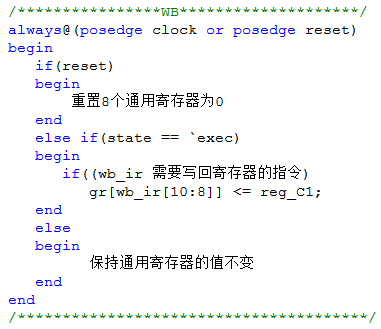 /****************WB********************/
always@(posedge clock or posedge reset)
begin
if(reset)
begin
重置8个通用寄存器为0
end
else if(state == `exec)
begin
if((wb_ir 需要写回寄存器的指令)
gr[wb_ir[10:8]] <= reg_C1;
end
else
begin
保持通用寄存器的值不变
end
end
/***************************************/